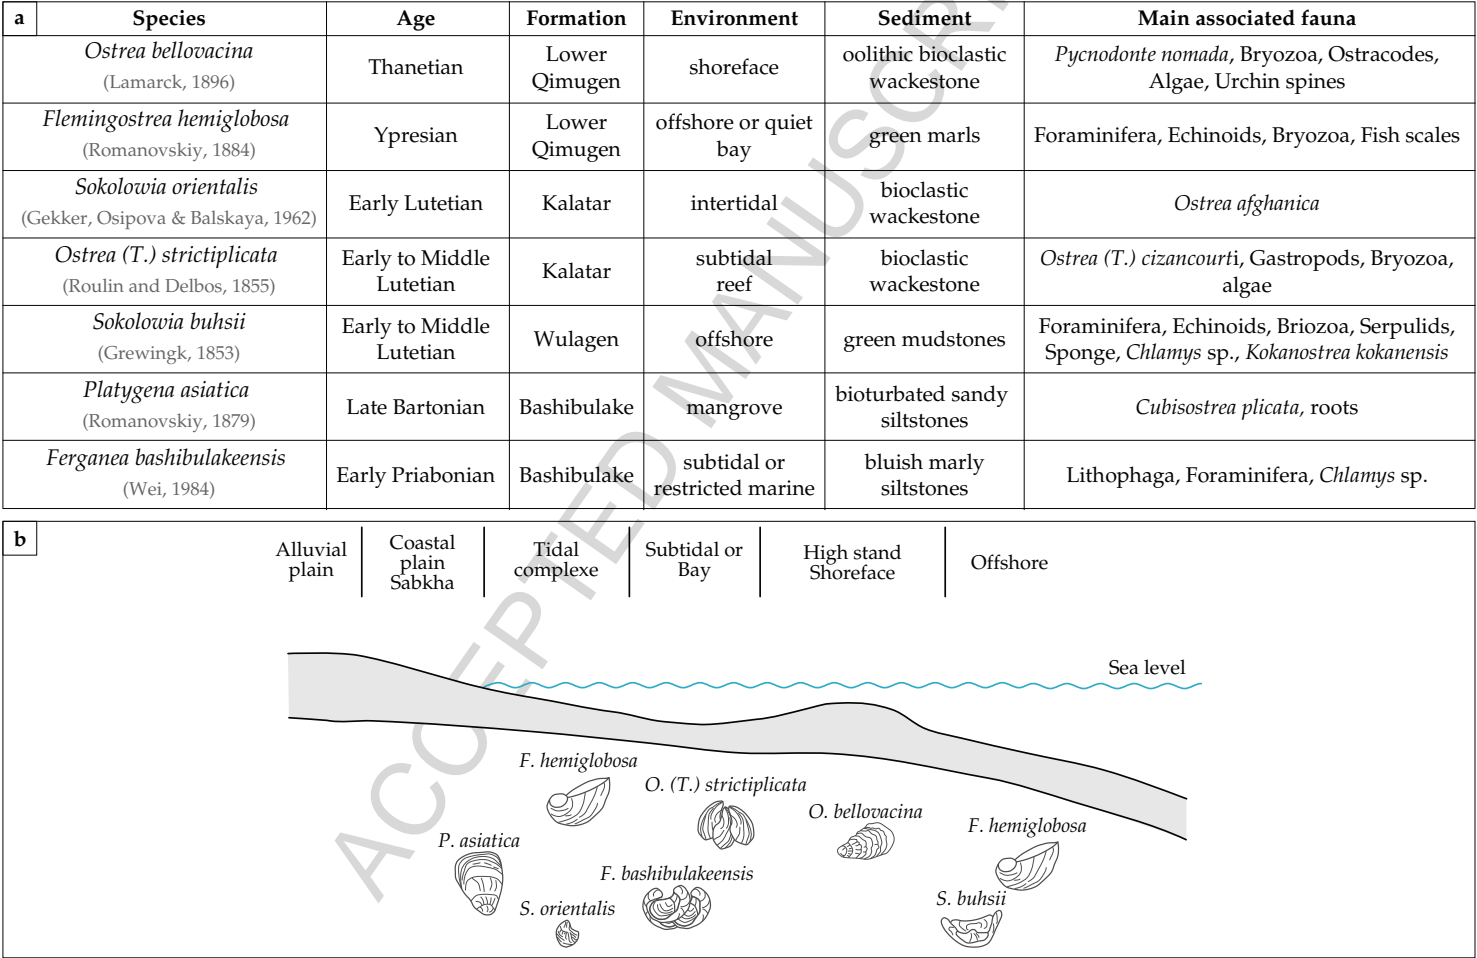 a
Species Age Formation Environment Sediment Main associated fauna
Ostrea bellovacina
(Lamarck, 1896)
Thanetian
Lower
Qimugen
shoreface
oolithic bioclastic
wackestone
Pycnodonte nomada, Bryozoa, Ostracodes,
Algae, Urchin spines
Flemingostrea hemiglobosa
(Romanovskiy, 1884)
Ypresian
Lower
Qimugen
offshore or quiet
bay
green marls
Foraminifera, Echinoids, Bryozoa, Fish scales
Sokolowia orientalis
(Gekker, Osipova & Balskaya, 1962)
Early Lutetian
Kalatar
intertidal
bioclastic
wackestone
Ostrea afghanica
Ostrea (T.) strictiplicata
(Roulin and Delbos, 1855)
Early to Middle
Lutetian
Kalatar
subtidal
reef
bioclastic
wackestone
Ostrea (T.) cizancourti, Gastropods, Bryozoa,
algae
Sokolowia buhsii
(Grewingk, 1853)
Early to Middle
Lutetian
Wulagen
offshore
green mudstones
Foraminifera, Echinoids, Briozoa, Serpulids,
Sponge, Chlamys sp., Kokanostrea kokanensis
Platygena asiatica
(Romanovskiy, 1879)
Late Bartonian
Bashibulake
mangrove
bioturbated sandy
siltstones
Cubisostrea plicata, roots
Ferganea bashibulakeensis
(Wei, 1984)
Early Priabonian
Bashibulake
subtidal or
restricted marine
bluish marly
siltstones
Lithophaga, Foraminifera, Chlamys sp.
b
Alluvial
plain
Coastal
plain
Sabkha
Tidal
complexe
Subtidal or
Bay
High stand
Shoreface
Offshore
Sea level
F. hemiglobosa
O. (T.) strictiplicata
O. bellovacina
F. hemiglobosa
P. asiatica
F. bashibulakeensis
S. buhsii
S. orientalis
ACCEPTED MANUSCRI